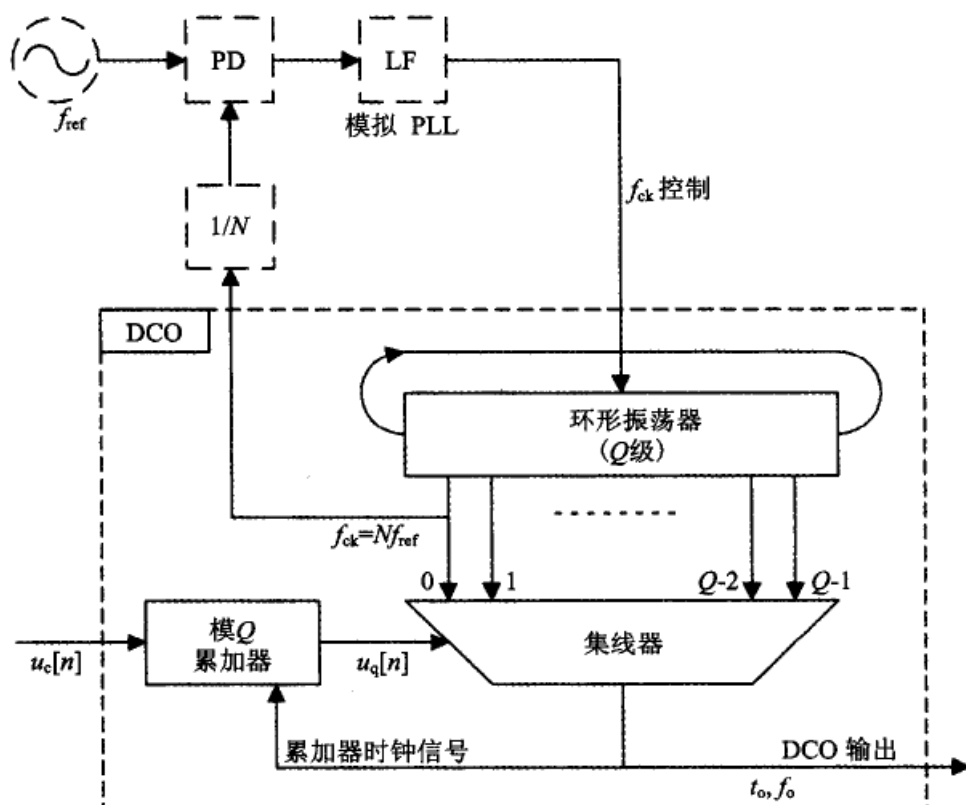 PD
LF
f_ref
模拟 PLL
1/N
f_ck 控制
DCO
环形振荡器
(Q级)
f_ck=Nf_ref
0
1
Q-2
Q-1
模Q
累加器
集线器
u_c[n]
u_q[n]
累加器时钟信号
DCO 输出
t_o, f_o